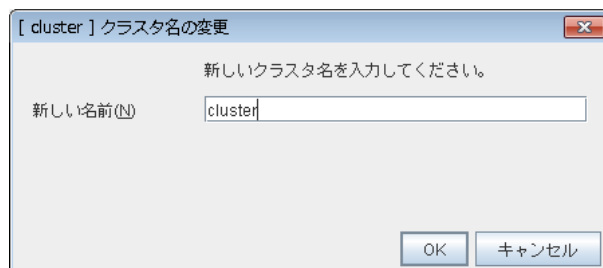 [ cluster ] クラスタ名の変更
新しいクラスタ名を入力してください。
新しい名前(N) cluster
OK キャンセル